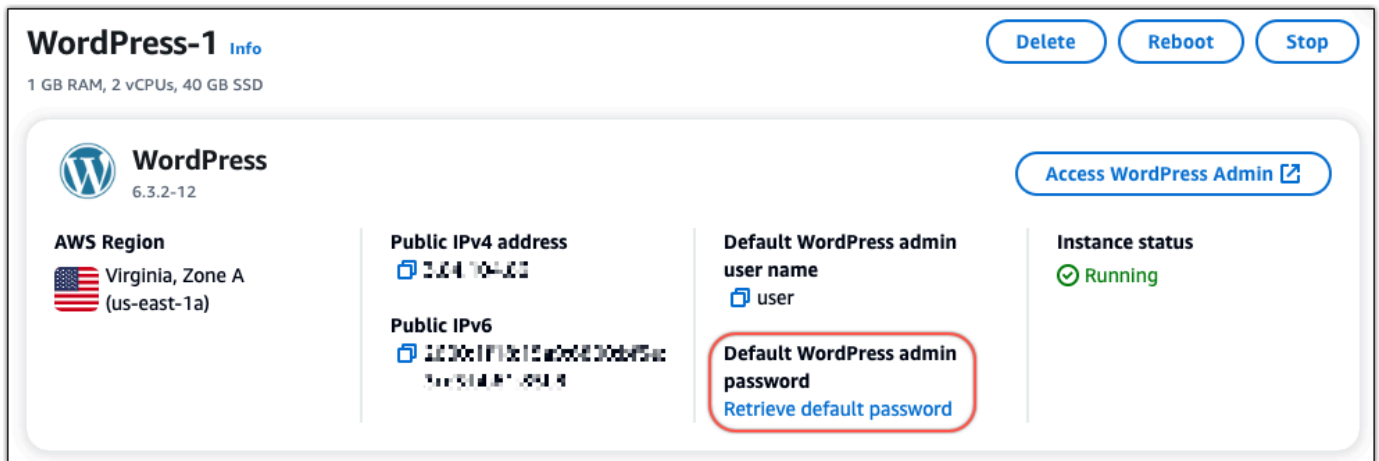 WordPress-1 Info
Delete
Reboot
Stop
1 GB RAM, 2 vCPUs, 40 GB SSD
WordPress
6.3.2-12
Access WordPress Admin
AWS Region
Virginia, Zone A
(us-east-1a)
Public IPv4 address
Public IPv6
Default WordPress admin
user name
user
Default WordPress admin
password
Retrieve default password
Instance status
Running